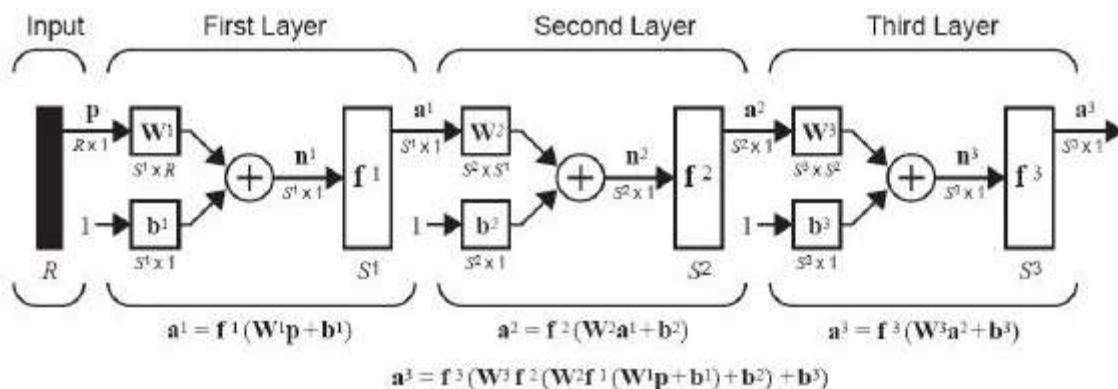 Input First Layer Second Layer Third Layer
p a¹ a² a³
W¹ W² W³
R x 1 S¹ x 1 S² x 1 S³ x 1
S¹ x R n¹ S² x S¹ n² S³ x S² n³
f ¹ f ² f ³
S¹ x 1 S² x 1 S³ x 1
1 b¹ 1 b² 1 b³
S¹ x 1 S² x 1 S³ x 1
R S¹ S² S³
a¹ = f ¹ (W¹p + b¹) a² = f ² (W²a¹ + b²) a³ = f ³ (W³a² + b³)
a³ = f ³ (W³ f ² (W²f ¹ (W¹p + b¹) + b²) + b³)